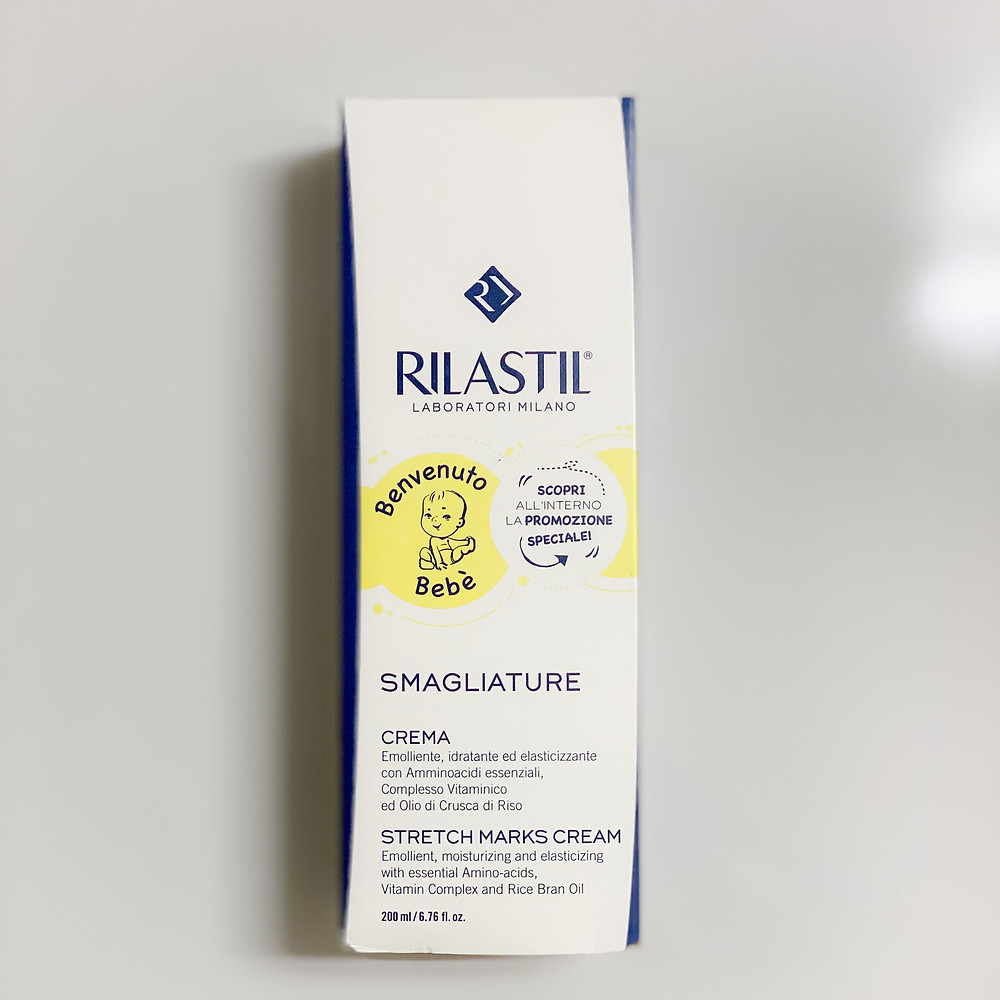 RILASTIL®
LABORATORI MILANO
Benvenuto
Bebè
"SCOPRI
ALL'INTERNO
LA PROMOZIONE
SPECIALE!"
SMAGLIATURE
CREMA
Emolliente, idratante ed elasticizzante
con Amminoacidi essenziali,
Complesso Vitaminico
ed Olio di Crusca di Riso
STRETCH MARKS CREAM
Emollient, moisturizing and elasticizing
with essential Amino-acids,
Vitamin Complex and Rice Bran Oil
200 ml / 6.76 fl. oz.